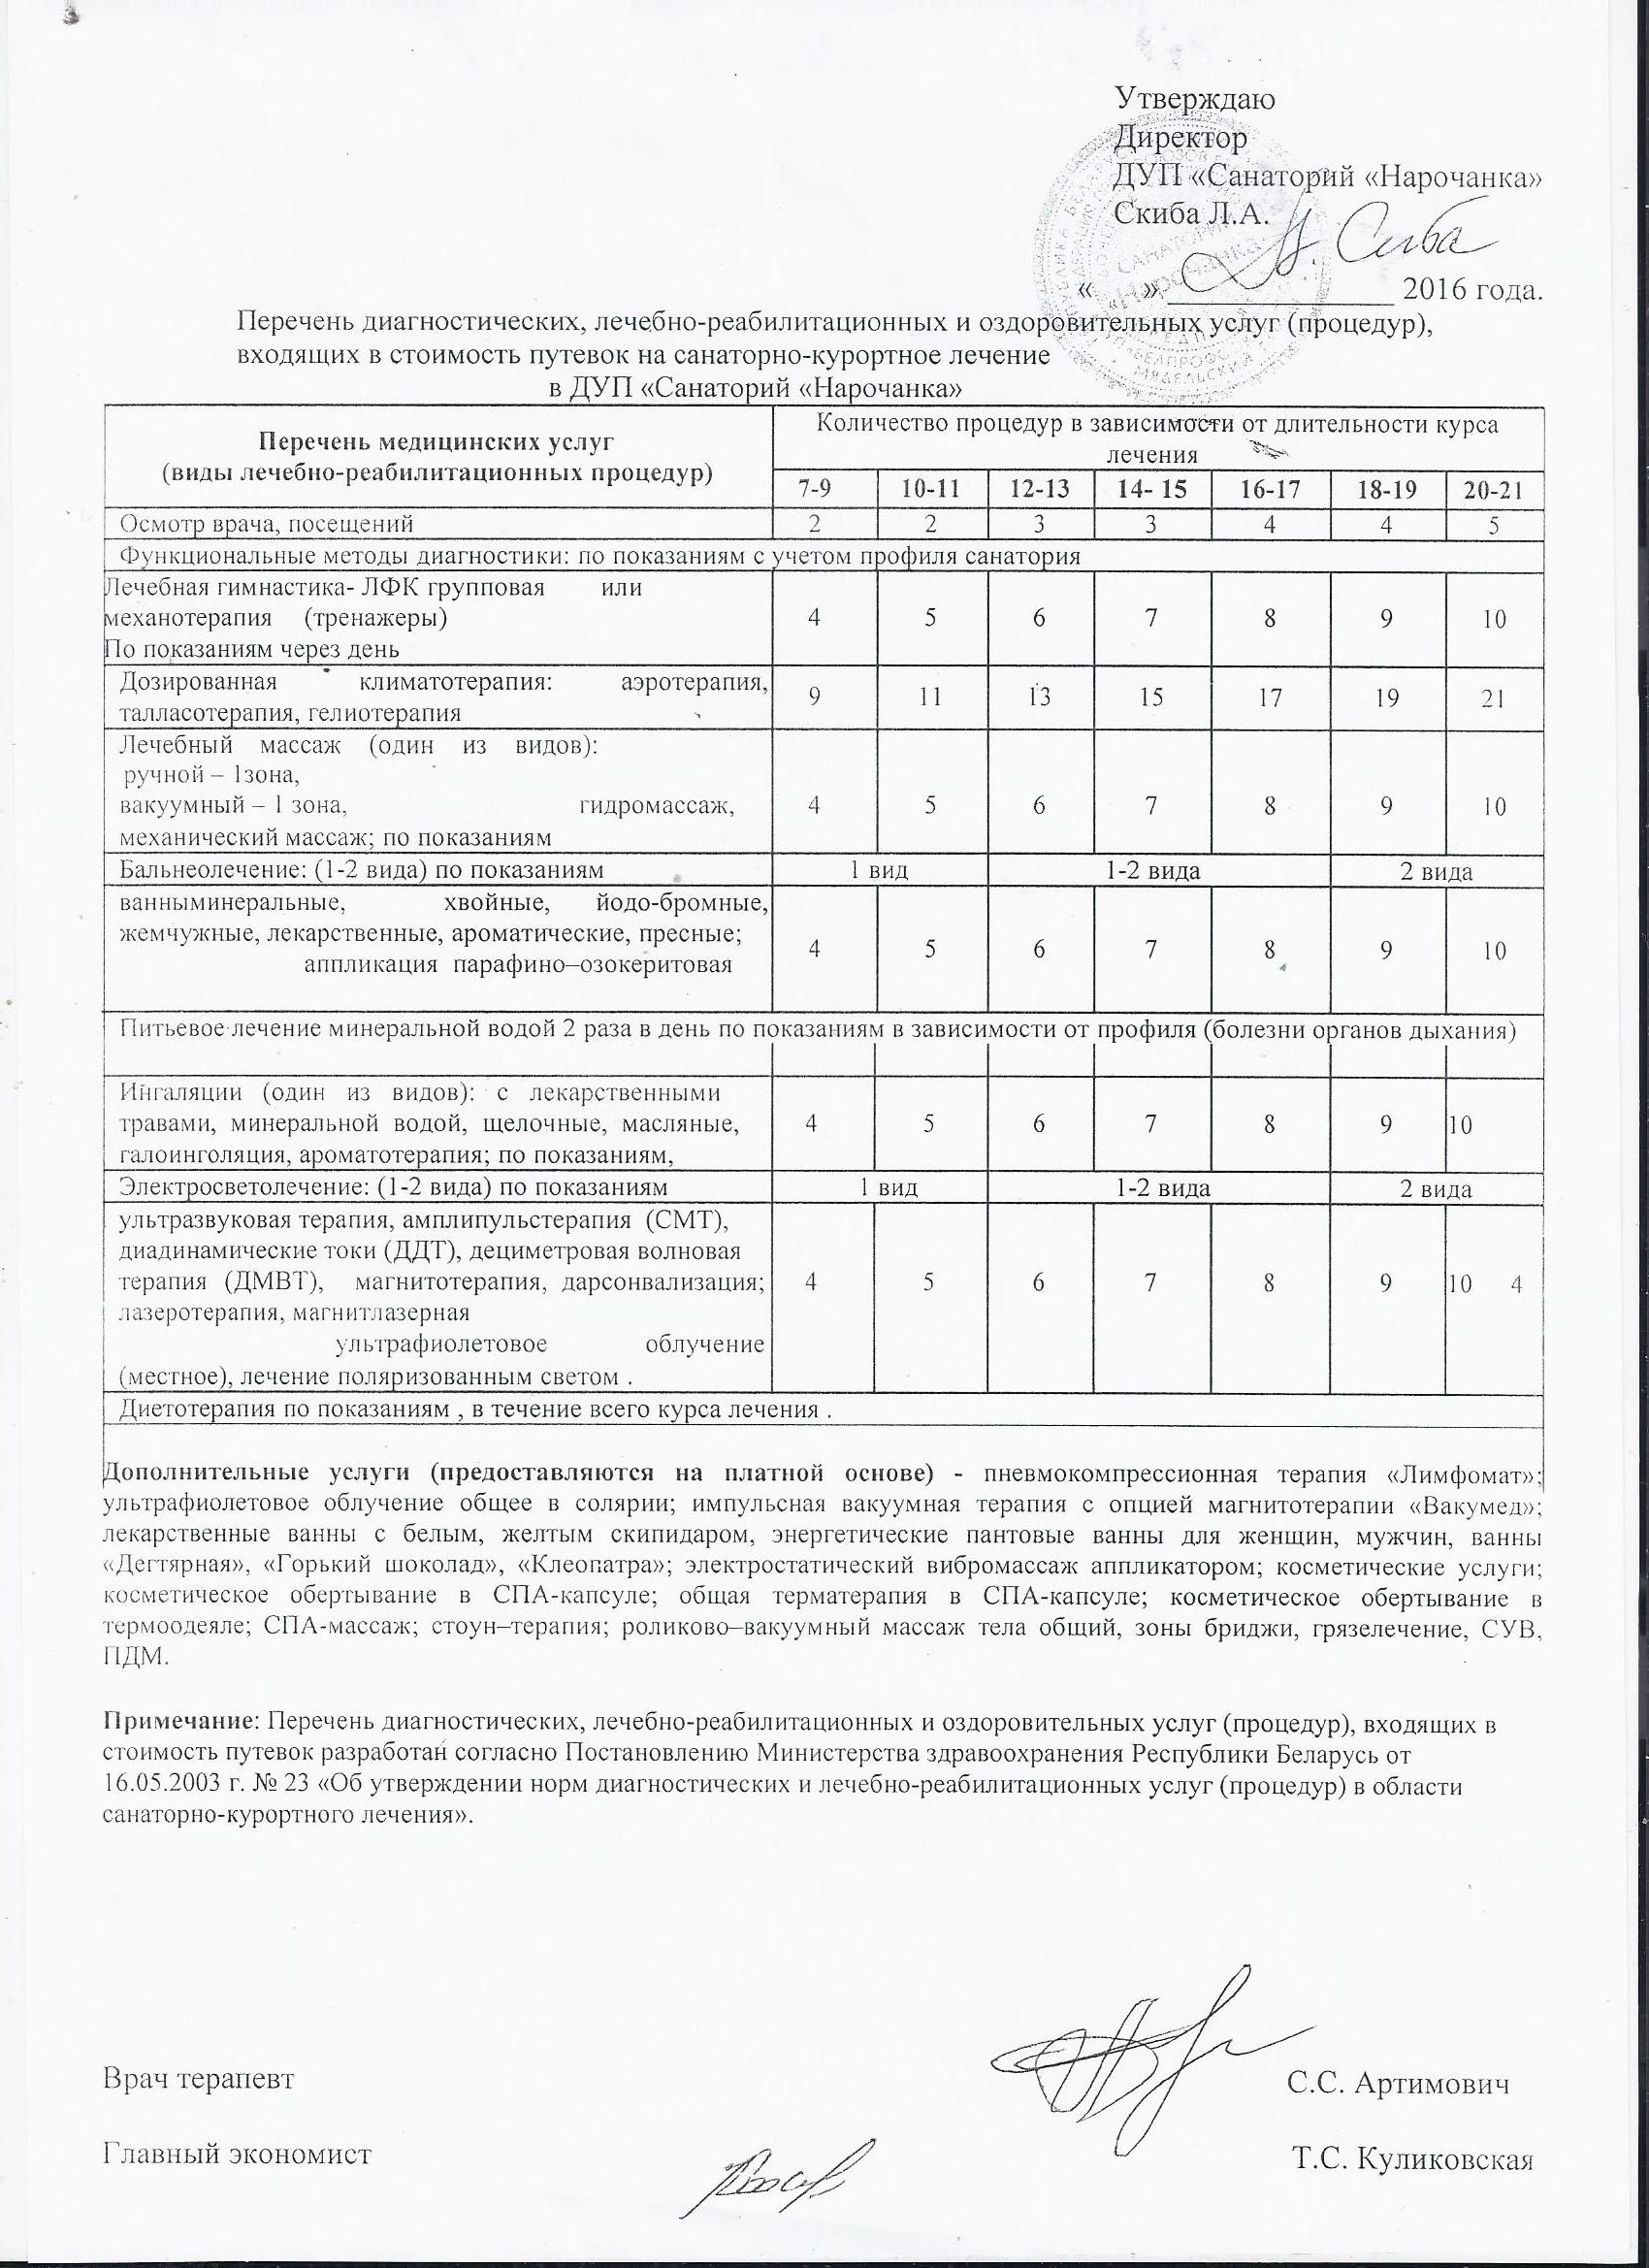 Утверждаю
Директор
ДУП «Санаторий «Нарочанка»
Скиба Л.А.
« » ________________ 2016 года.
Перечень диагностических, лечебно-реабилитационных и оздоровительных услуг (процедур),
входящих в стоимость путевок на санаторно-курортное лечение
в ДУП «Санаторий «Нарочанка»
Перечень медицинских услуг
(виды лечебно-реабилитационных процедур)
Количество процедур в зависимости от длительности курса
лечения
7-9 10-11 12-13 14- 15 16-17 18-19 20-21
Осмотр врача, посещений 2 2 3 3 4 4 5
Функциональные методы диагностики: по показаниям с учетом профиля санатория
Лечебная гимнастика- ЛФК групповая или
механотерапия (тренажеры) 4 5 6 7 8 9 10
По показаниям через день
Дозированная климатотерапия: аэротерапия,
талласотерапия, гелиотерапия 9 11 13 15 17 19 21
Лечебный массаж (один из видов):
ручной – 1зона,
вакуумный – 1 зона, гидромассаж, 4 5 6 7 8 9 10
механический массаж; по показаниям
Бальнеолечение: (1-2 вида) по показаниям 1 вид 1-2 вида 2 вида
ванныминеральные, хвойные, йодо-бромные,
жемчужные, лекарственные, ароматические, пресные; 4 5 6 7 8 9 10
аппликация парафино–озокеритовая
Питьевое лечение минеральной водой 2 раза в день по показаниям в зависимости от профиля (болезни органов дыхания)
Ингаляции (один из видов): с лекарственными
травами, минеральной водой, щелочные, масляные, 4 5 6 7 8 9 10
галоинголяция, ароматотерапия; по показаниям,
Электросветолечение: (1-2 вида) по показаниям 1 вид 1-2 вида 2 вида
ультразвуковая терапия, амплипульстерапия (СМТ),
диадинамические токи (ДДТ), дециметровая волновая
терапия (ДМВТ), магнитотерапия, дарсонвализация; 4 5 6 7 8 9 10 4
лазеротерапия, магнитлазерная
ультрафиолетовое облучение
(местное), лечение поляризованным светом .
Диетотерапия по показаниям , в течение всего курса лечения .
Дополнительные услуги (предоставляются на платной основе) - пневмокомпрессионная терапия «Лимфомат»;
ультрафиолетовое облучение общее в солярии; импульсная вакуумная терапия с опцией магнитотерапии «Вакумед»;
лекарственные ванны с белым, желтым скипидаром, энергетические пантовые ванны для женщин, мужчин, ванны
«Дегтярная», «Горький шоколад», «Клеопатра»; электростатический вибромассаж аппликатором; косметические услуги;
косметическое обертывание в СПА-капсуле; общая терматерапия в СПА-капсуле; косметическое обертывание в
термоодеяле; СПА-массаж; стоун–терапия; роликово–вакуумный массаж тела общий, зоны бриджи, грязелечение, СУВ,
ПДМ.
Примечание: Перечень диагностических, лечебно-реабилитационных и оздоровительных услуг (процедур), входящих в
стоимость путевок разработан согласно Постановлению Министерства здравоохранения Республики Беларусь от
16.05.2003 г. № 23 «Об утверждении норм диагностических и лечебно-реабилитационных услуг (процедур) в области
санаторно-курортного лечения».
Врач терапевт С.С. Артимович
Главный экономист Т.С. Куликовская